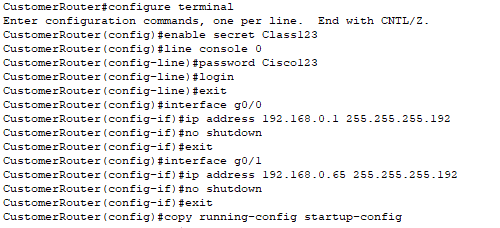 CustomerRouter#configure terminal
Enter configuration commands, one per line.  End with CNTL/Z.
CustomerRouter(config)#enable secret Class123
CustomerRouter(config)#line console 0
CustomerRouter(config-line)#password Cisco123
CustomerRouter(config-line)#login
CustomerRouter(config-line)#exit
CustomerRouter(config)#interface g0/0
CustomerRouter(config-if)#ip address 192.168.0.1 255.255.255.192
CustomerRouter(config-if)#no shutdown
CustomerRouter(config-if)#exit
CustomerRouter(config)#interface g0/1
CustomerRouter(config-if)#ip address 192.168.0.65 255.255.255.192
CustomerRouter(config-if)#no shutdown
CustomerRouter(config-if)#exit
CustomerRouter(config)#copy running-config startup-config